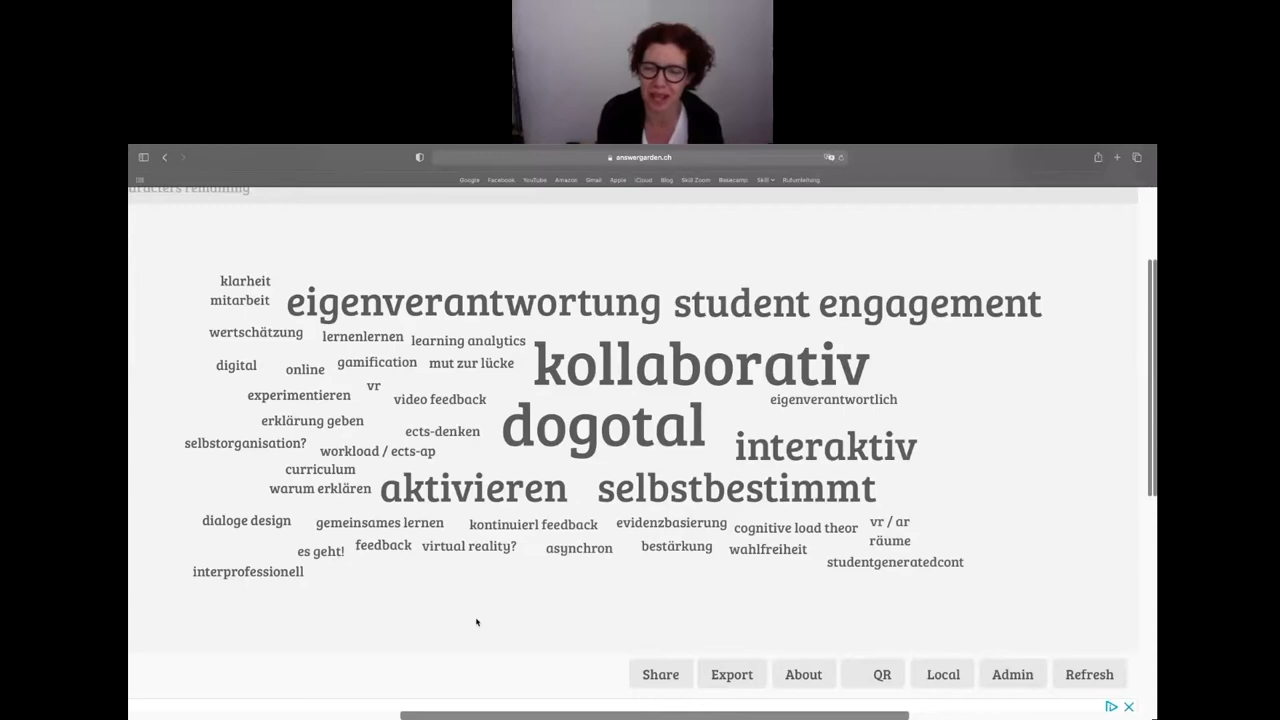 answergarden.ch
Google Facebook YouTube Amazon Gmail Apple iCloud Blog Skill Zoom Basecamp Skill Rufumleitung
aracters remaining
klarheit
mitarbeit
eigenverantwortung student engagement
wertschätzung lernenlernen learning analytics
digital online gamification mut zur lücke kollaborativ
vr
experimentieren video feedback eigenverantwortlich
erklärung geben ects-denken dogotal
selbstorganisation? workload / ects-ap interaktiv
curriculum
warum erklären aktivieren selbstbestimmt
dialoge design gemeinsames lernen kontinuierl feedback evidenzbasierung cognitive load theor vr / ar
räume
es geht! feedback virtual reality? asynchron bestärkung wahlfreiheit
studentgeneratedcont
interprofessionell
Share Export About QR Local Admin Refresh